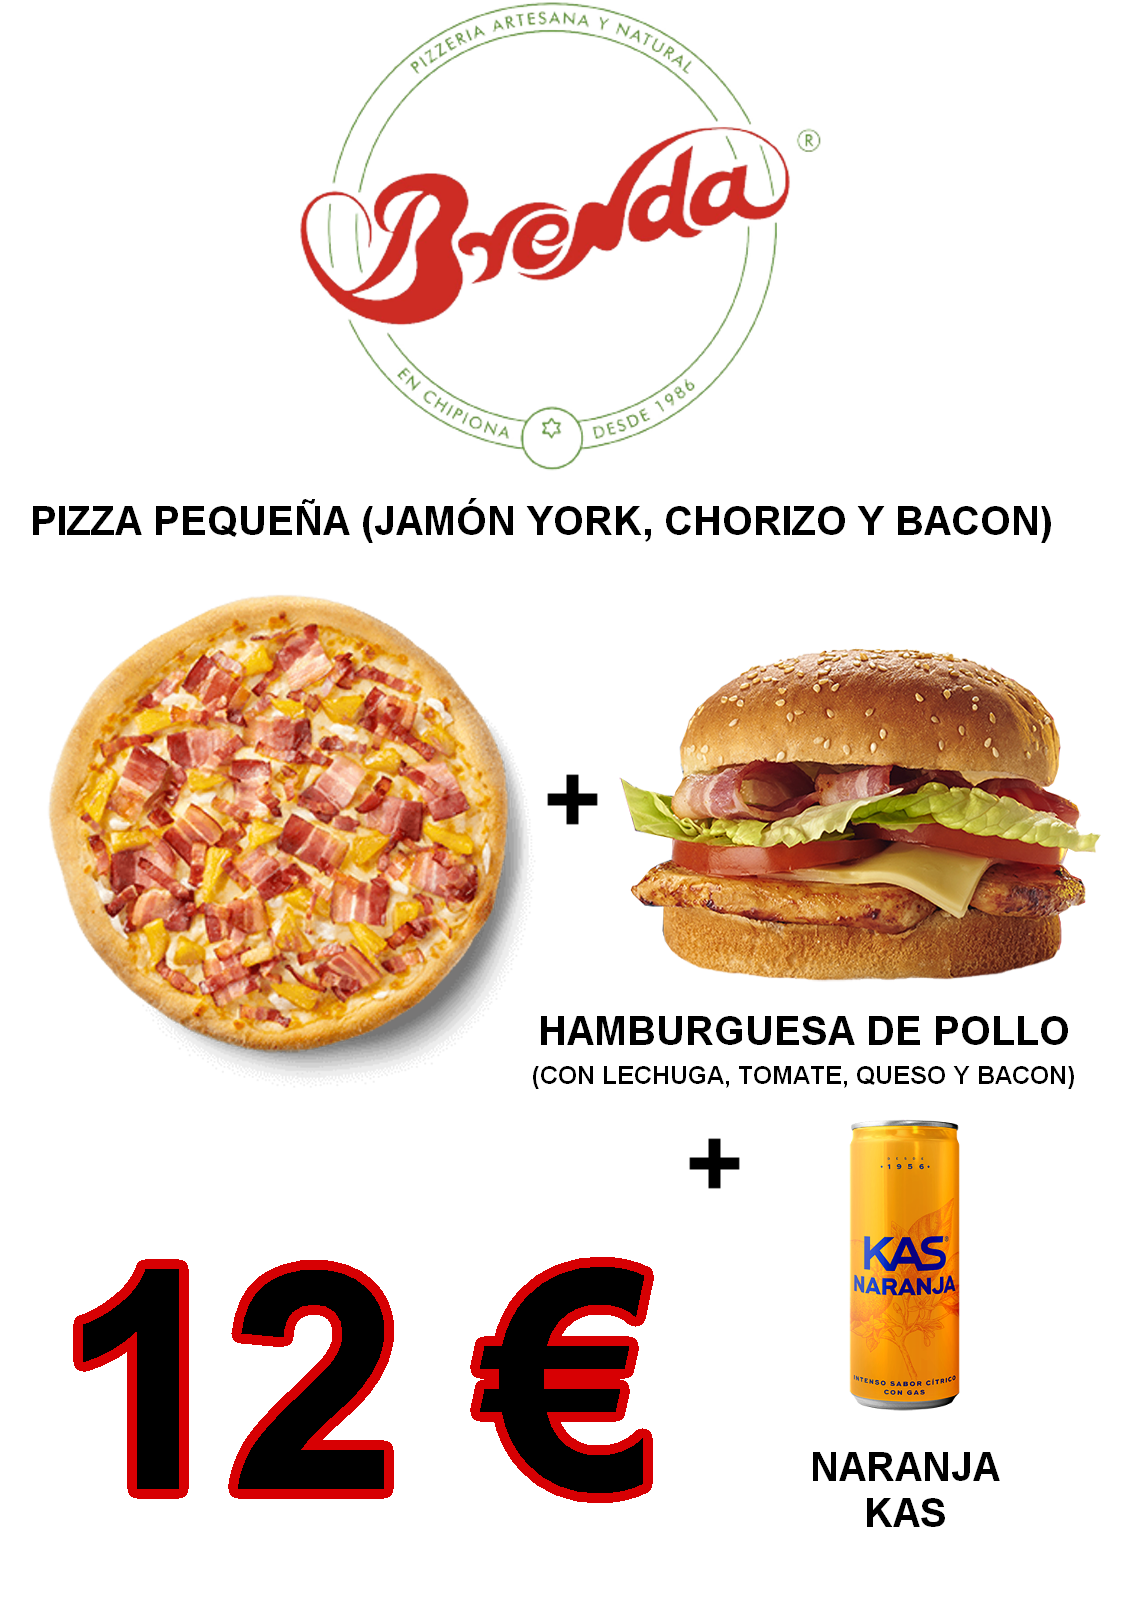 PIZZERIA ARTESANA Y NATURAL
Brenda
®
EN CHIPIONA DESDE 1986
PIZZA PEQUEÑA (JAMÓN YORK, CHORIZO Y BACON)
+
HAMBURGUESA DE POLLO
(CON LECHUGA, TOMATE, QUESO Y BACON)
+
DESDE
1956
KAS
NARANJA
INTENSO SABOR CÍTRICO
CON GAS
12 €
NARANJA
KAS